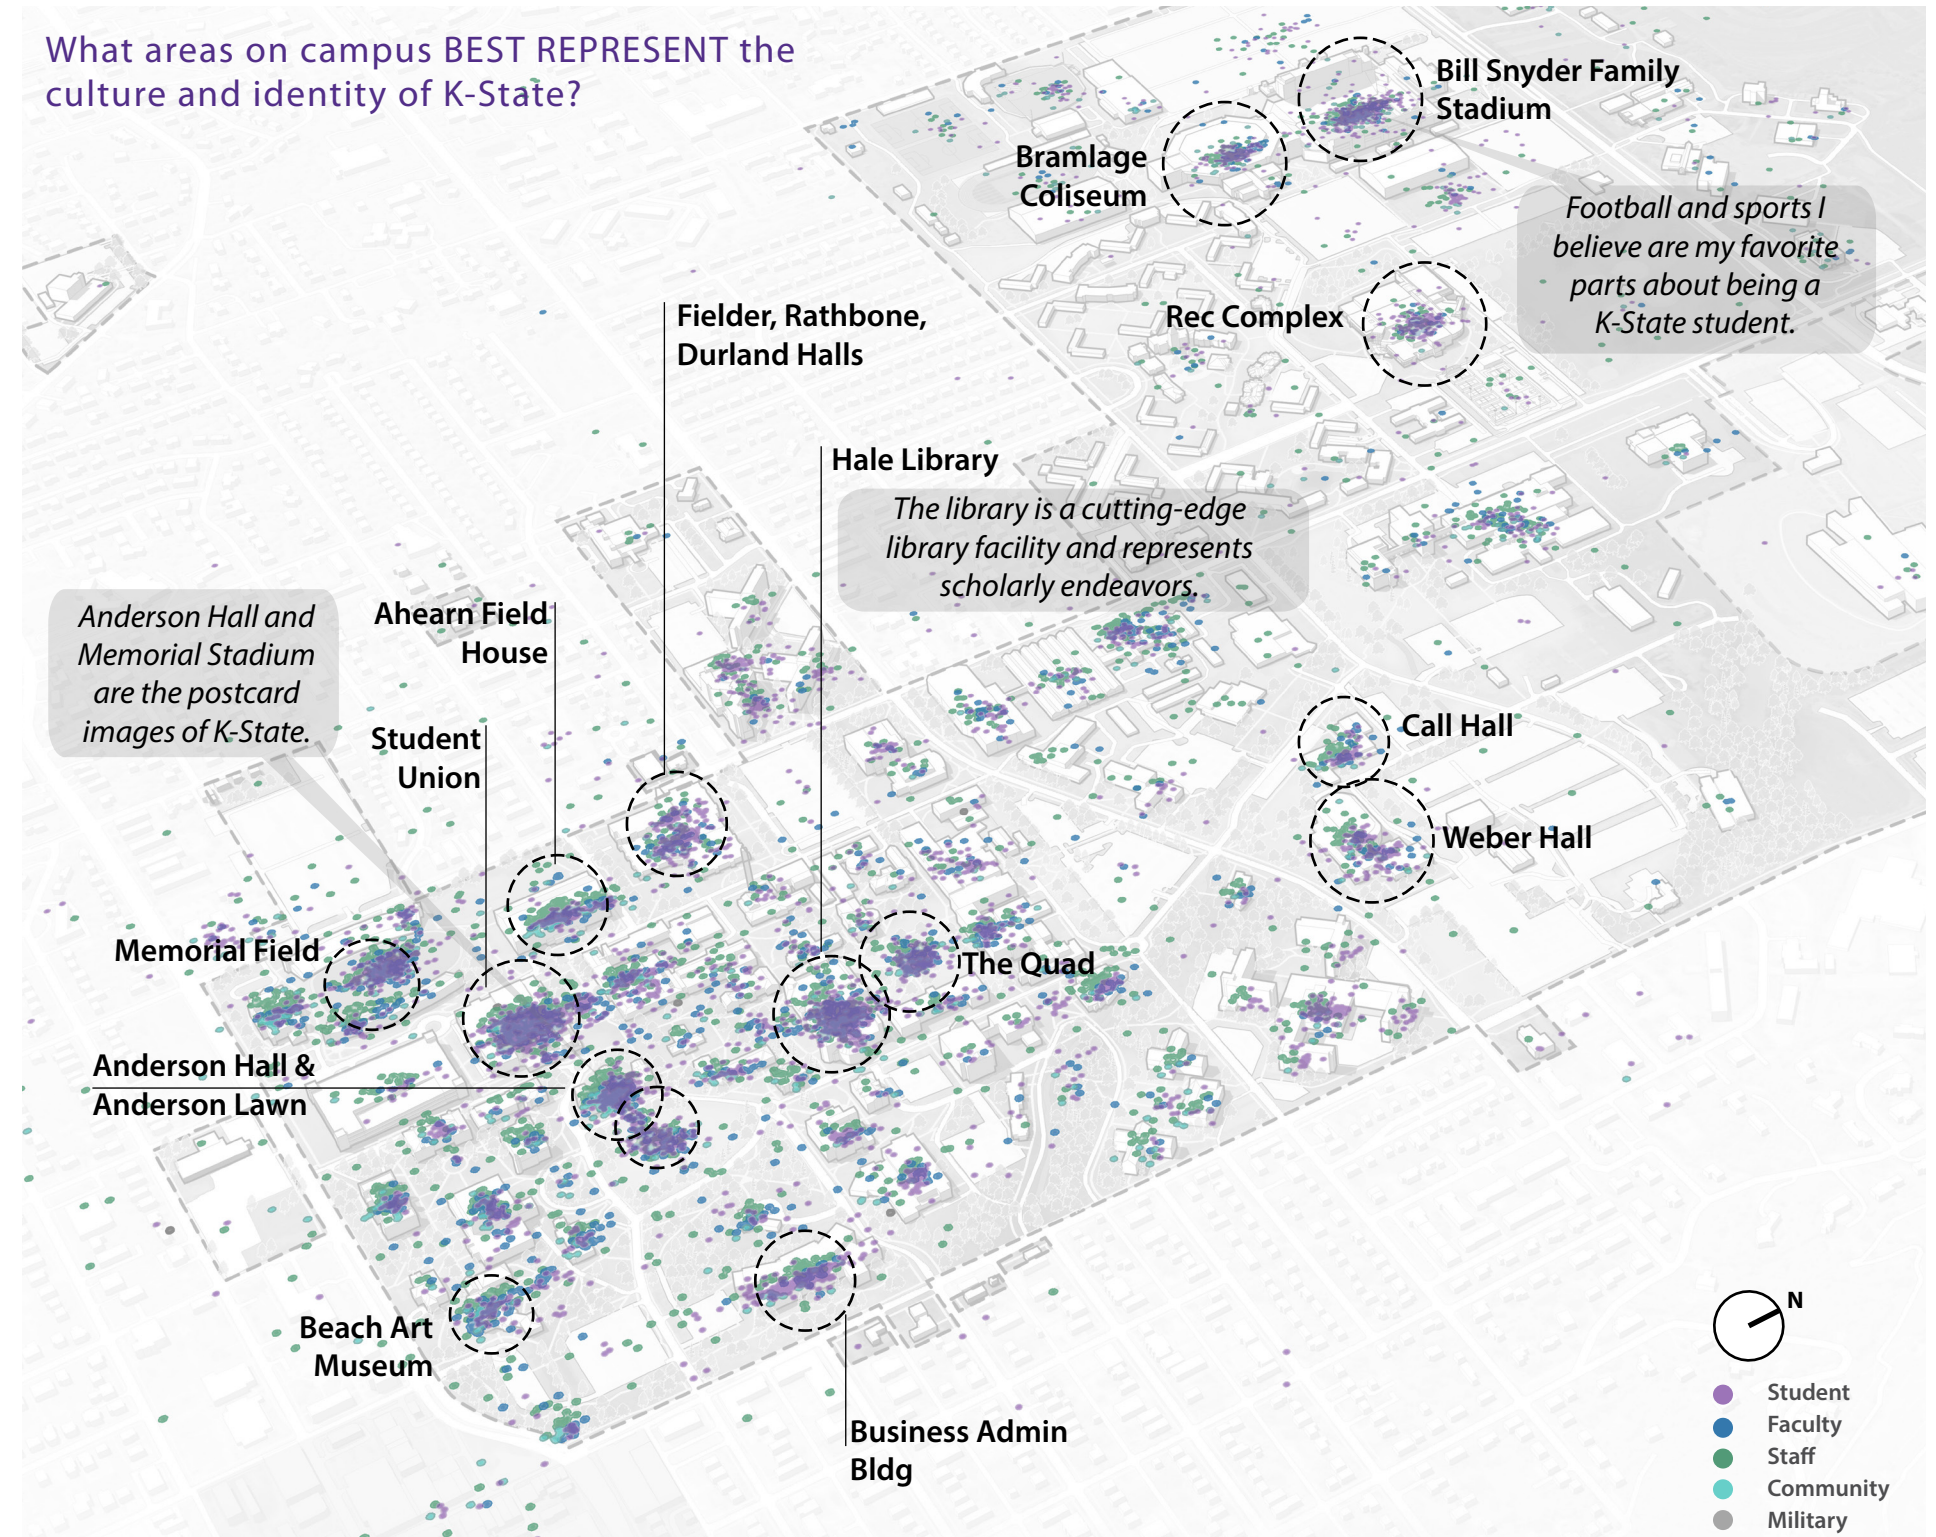 What areas on campus BEST REPRESENT the
culture and identity of K-State?
Bill Snyder Family
Stadium
Bramlage
Coliseum
Football and sports I
believe are my favorite
parts about being a
K-State student.
Rec Complex
Fielder, Rathbone,
Durland Halls
Hale Library
The library is a cutting-edge
library facility and represents
scholarly endeavors.
Anderson Hall and
Memorial Stadium
are the postcard
images of K-State.
Ahearn Field
House
Student
Union
Call Hall
Weber Hall
Memorial Field
The Quad
Anderson Hall &
Anderson Lawn
Beach Art
Museum
Business Admin
Bldg
N
Student
Faculty
Staff
Community
Military